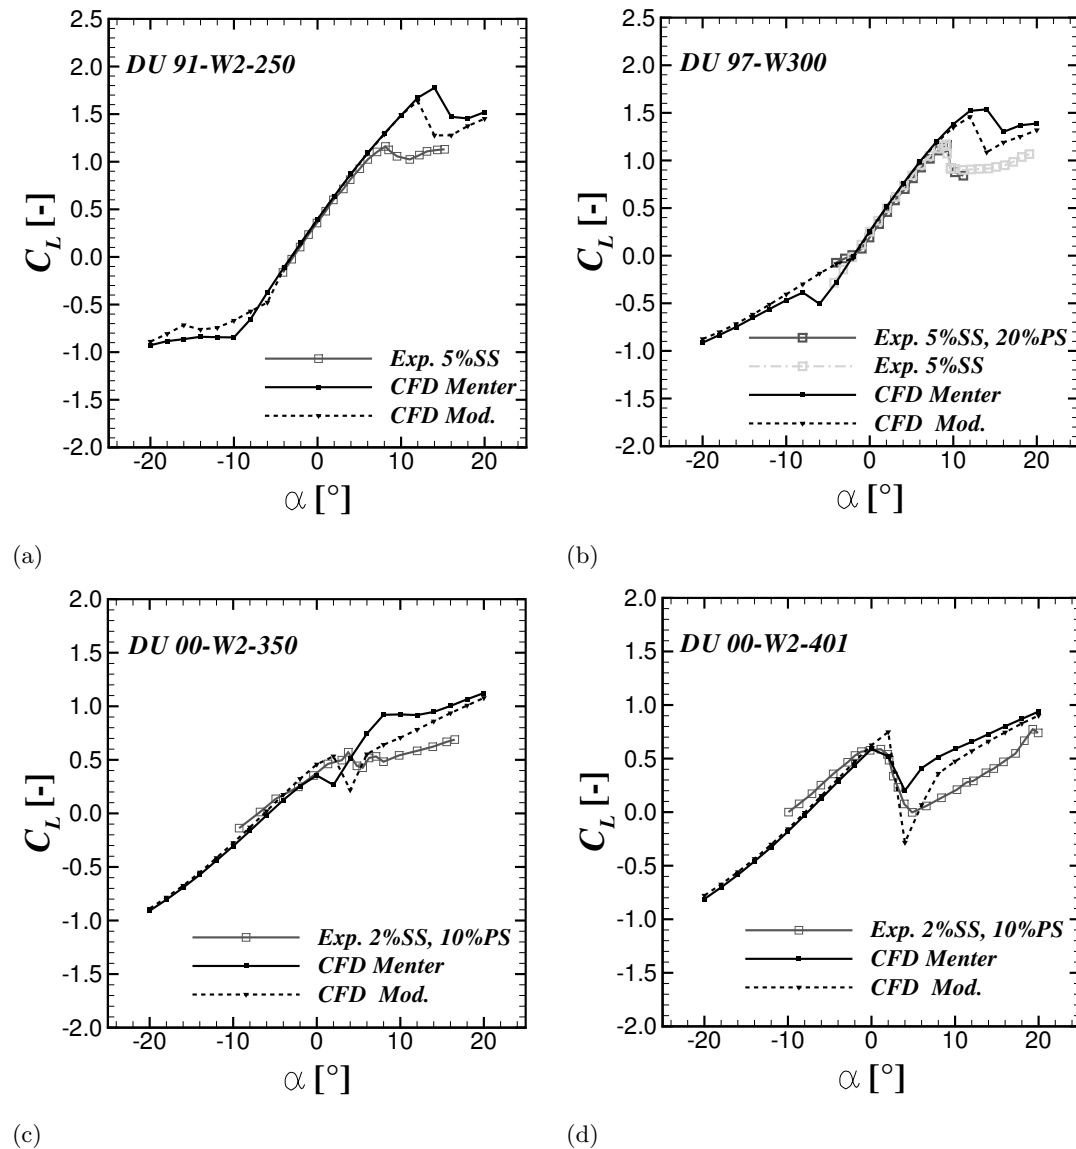 DU 91-W2-250
2.5
2.0
1.5
1.0
0.5
0.0
-0.5
-1.0
-1.5
-2.0
C_L [-]
Exp. 5%SS
CFD Menter
CFD Mod.
-20 -10 0 10 20
α [°]
(a)
DU 97-W300
2.5
2.0
1.5
1.0
0.5
0.0
-0.5
-1.0
-1.5
-2.0
C_L [-]
Exp. 5%SS, 20%PS
Exp. 5%SS
CFD Menter
CFD Mod.
-20 -10 0 10 20
α [°]
(b)
DU 00-W2-350
2.0
1.5
1.0
0.5
0.0
-0.5
-1.0
-1.5
-2.0
C_L [-]
Exp. 2%SS, 10%PS
CFD Menter
CFD Mod.
-20 -10 0 10 20
α [°]
(c)
DU 00-W2-401
2.0
1.5
1.0
0.5
0.0
-0.5
-1.0
-1.5
-2.0
C_L [-]
Exp. 2%SS, 10%PS
CFD Menter
CFD Mod.
-20 -10 0 10 20
α [°]
(d)